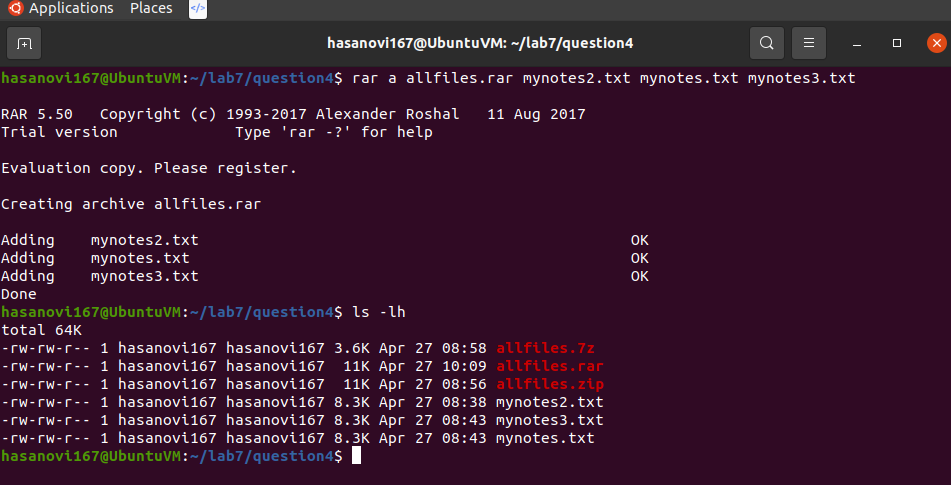 Applications Places </>
hasanovi167@UbuntuVM: ~/lab7/question4
hasanovi167@UbuntuVM:~/lab7/question4$ rar a allfiles.rar mynotes2.txt mynotes.txt mynotes3.txt
RAR 5.50   Copyright (c) 1993-2017 Alexander Roshal   11 Aug 2017
Trial version             Type 'rar -?' for help
Evaluation copy. Please register.
Creating archive allfiles.rar
Adding    mynotes2.txt                                                OK
Adding    mynotes.txt                                                 OK
Adding    mynotes3.txt                                                OK
Done
hasanovi167@UbuntuVM:~/lab7/question4$ ls -lh
total 64K
-rw-rw-r-- 1 hasanovi167 hasanovi167 3.6K Apr 27 08:58 allfiles.7z
-rw-rw-r-- 1 hasanovi167 hasanovi167  11K Apr 27 10:09 allfiles.rar
-rw-rw-r-- 1 hasanovi167 hasanovi167  11K Apr 27 08:56 allfiles.zip
-rw-rw-r-- 1 hasanovi167 hasanovi167 8.3K Apr 27 08:38 mynotes2.txt
-rw-rw-r-- 1 hasanovi167 hasanovi167 8.3K Apr 27 08:43 mynotes3.txt
-rw-rw-r-- 1 hasanovi167 hasanovi167 8.3K Apr 27 08:43 mynotes.txt
hasanovi167@UbuntuVM:~/lab7/question4$